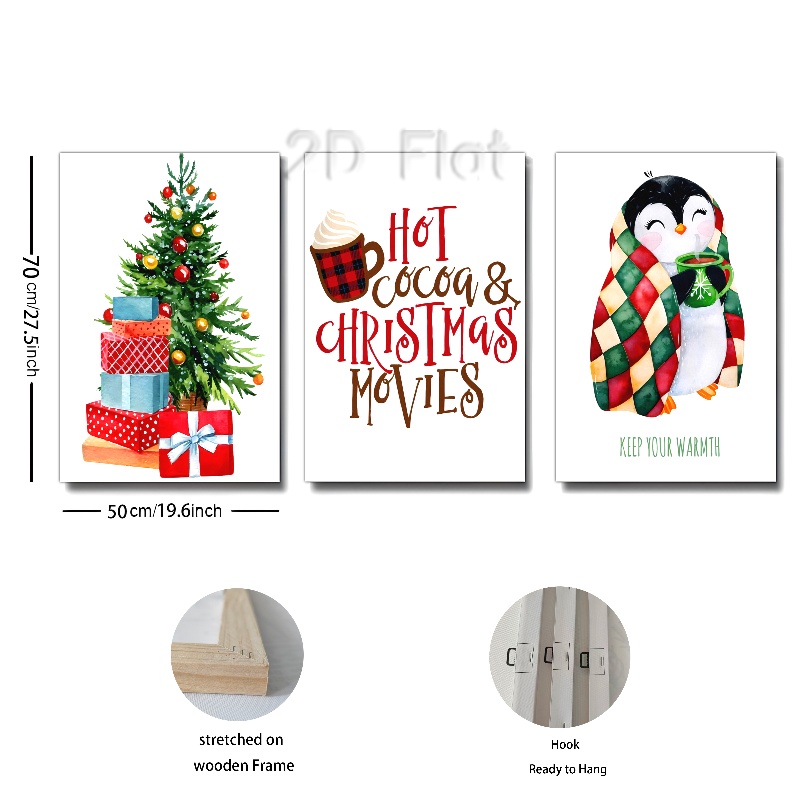 2D Flat
70 cm/27.5inch
HOT
COCOA &
CHRISTMAS
MOVIES
KEEP YOUR WARMTH
50 cm/19.6inch
stretched on
wooden Frame
Hook
Ready to Hang